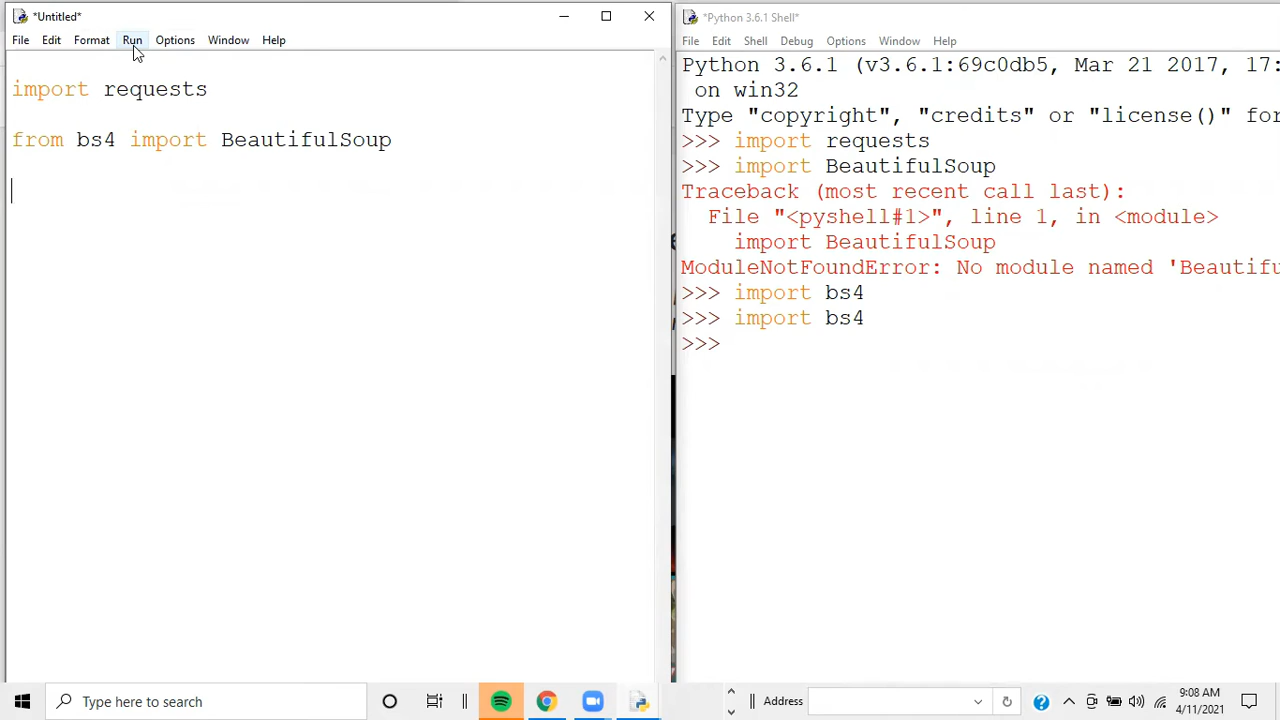 *Untitled*
File Edit Format Run Options Window Help
import requests
from bs4 import BeautifulSoup
*Python 3.6.1 Shell*
File Edit Shell Debug Options Window Help
Python 3.6.1 (v3.6.1:69c0db5, Mar 21 2017, 17:
on win32
Type "copyright", "credits" or "license()" for
>>> import requests
>>> import BeautifulSoup
Traceback (most recent call last):
File "<pyshell#1>", line 1, in <module>
import BeautifulSoup
ModuleNotFoundError: No module named 'Beautifu
>>> import bs4
>>> import bs4
>>>
Type here to search
Address
9:08 AM
4/11/2021